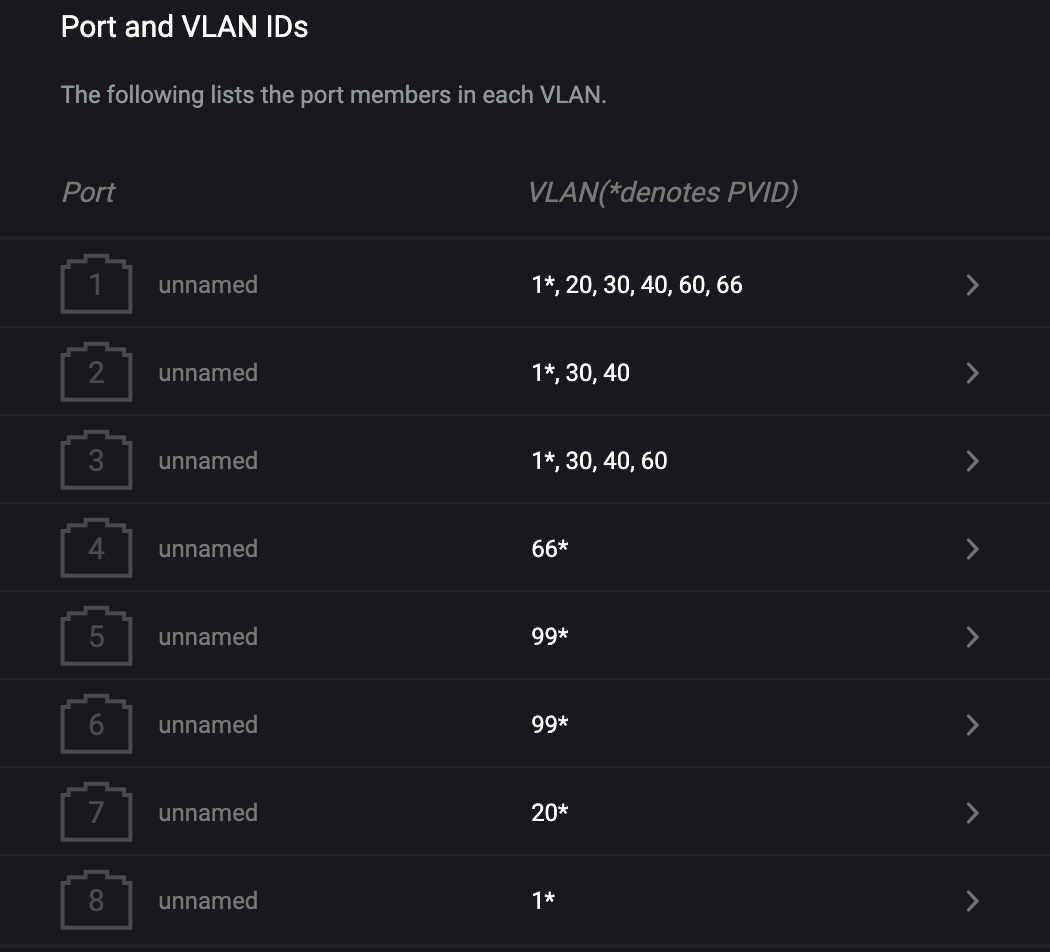 Port and VLAN IDs
The following lists the port members in each VLAN.
Port VLAN(*denotes PVID)
1 unnamed 1*, 20, 30, 40, 60, 66
2 unnamed 1*, 30, 40
3 unnamed 1*, 30, 40, 60
4 unnamed 66*
5 unnamed 99*
6 unnamed 99*
7 unnamed 20*
8 unnamed 1*